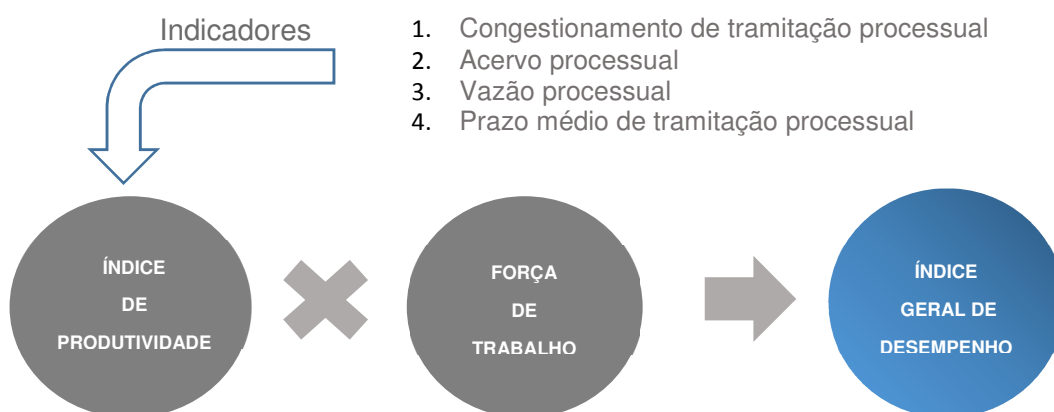 Indicadores
1. Congestionamento de tramitação processual
2. Acervo processual
3. Vazão processual
4. Prazo médio de tramitação processual
ÍNDICE
DE
PRODUTIVIDADE
FORÇA
DE
TRABALHO
ÍNDICE
GERAL DE
DESEMPENHO